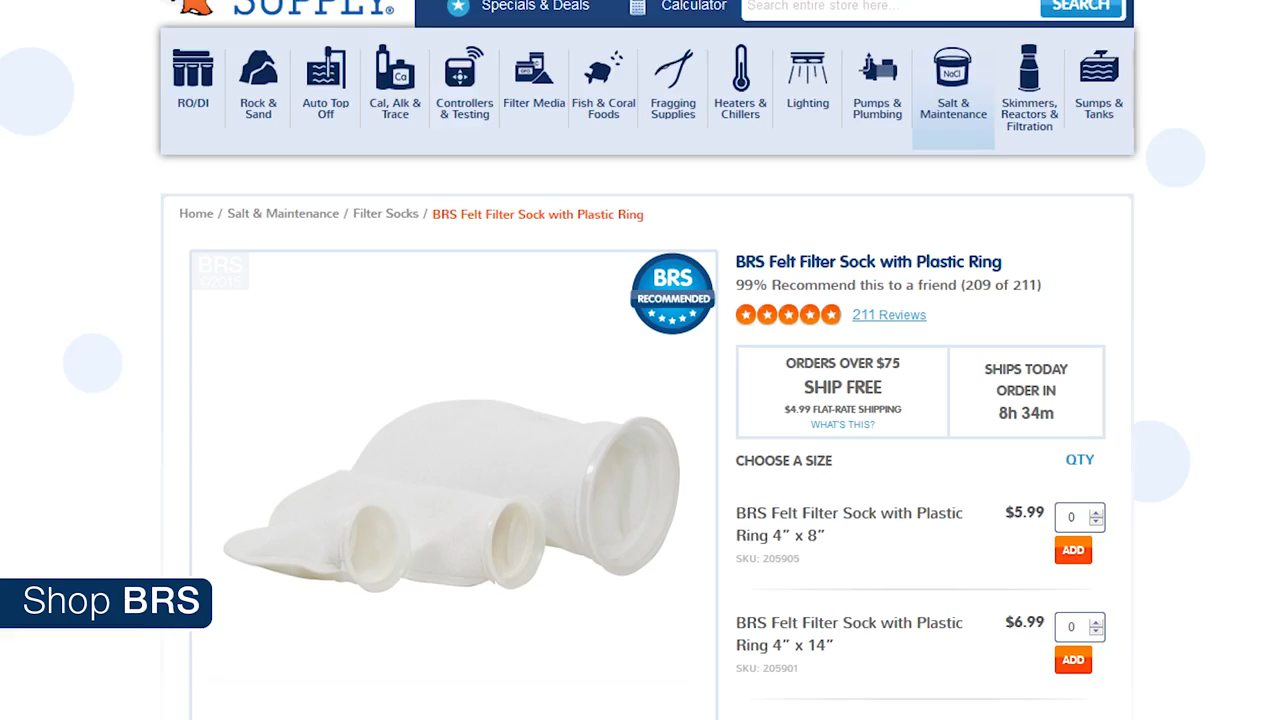 SUPPLY®
Specials & Deals
Calculator
Search entire store here...
SEARCH
RO/DI
Rock &
Sand
Auto Top
Off
Cal, Alk &
Trace
Controllers
& Testing
Filter Media
Fish & Coral
Foods
Fragging
Supplies
Heaters &
Chillers
Lighting
Pumps &
Plumbing
Salt &
Maintenance
Skimmers,
Reactors &
Filtration
Sumps &
Tanks
Ca
GFO
NaCl
Home / Salt & Maintenance / Filter Socks / BRS Felt Filter Sock with Plastic Ring
BRS
©2015
BRS
RECOMMENDED
BRS Felt Filter Sock with Plastic Ring
99% Recommend this to a friend (209 of 211)
211 Reviews
ORDERS OVER $75
SHIP FREE
$4.99 FLAT-RATE SHIPPING
WHAT'S THIS?
SHIPS TODAY
ORDER IN
8h 34m
CHOOSE A SIZE
QTY
BRS Felt Filter Sock with Plastic
Ring 4” x 8”
SKU: 205905
$5.99
0
ADD
BRS Felt Filter Sock with Plastic
Ring 4” x 14”
SKU: 205901
$6.99
0
ADD
Shop BRS